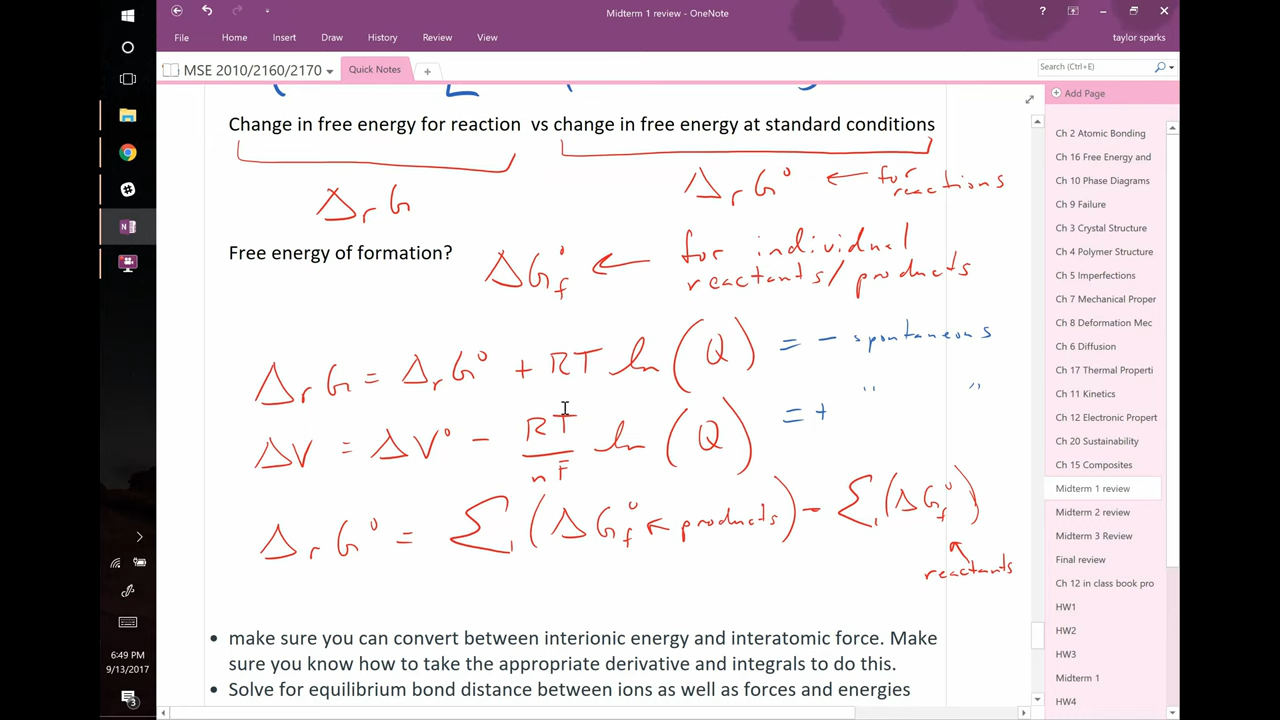 Midterm 1 review - OneNote
taylor sparks
File Home Insert Draw History Review View
MSE 2010/2160/2170
Quick Notes
Search (Ctrl+E)
Add Page
Change in free energy for reaction vs change in free energy at standard conditions
Δr G
Δr G° ← for reactions
Free energy of formation?
ΔG°f ← for individual
reactants/products
Δr G = Δr G° + RT ln (Q) = - spontaneous
ΔV = ΔV° - RT/nF ln (Q) = + " "
Δr G° = Σ (ΔG°f ← products) - Σ (ΔG°f)
reactants
• make sure you can convert between interionic energy and interatomic force. Make
sure you know how to take the appropriate derivative and integrals to do this.
• Solve for equilibrium bond distance between ions as well as forces and energies
Ch 2 Atomic Bonding
Ch 16 Free Energy and
Ch 10 Phase Diagrams
Ch 9 Failure
Ch 3 Crystal Structure
Ch 4 Polymer Structure
Ch 5 Imperfections
Ch 7 Mechanical Proper
Ch 8 Deformation Mec
Ch 6 Diffusion
Ch 17 Thermal Properti
Ch 11 Kinetics
Ch 12 Electronic Propert
Ch 20 Sustainability
Ch 15 Composites
Midterm 1 review
Midterm 2 review
Midterm 3 Review
Final review
Ch 12 in class book pro
HW1
HW2
HW3
Midterm 1
HW4
6:49 PM
9/13/2017
3